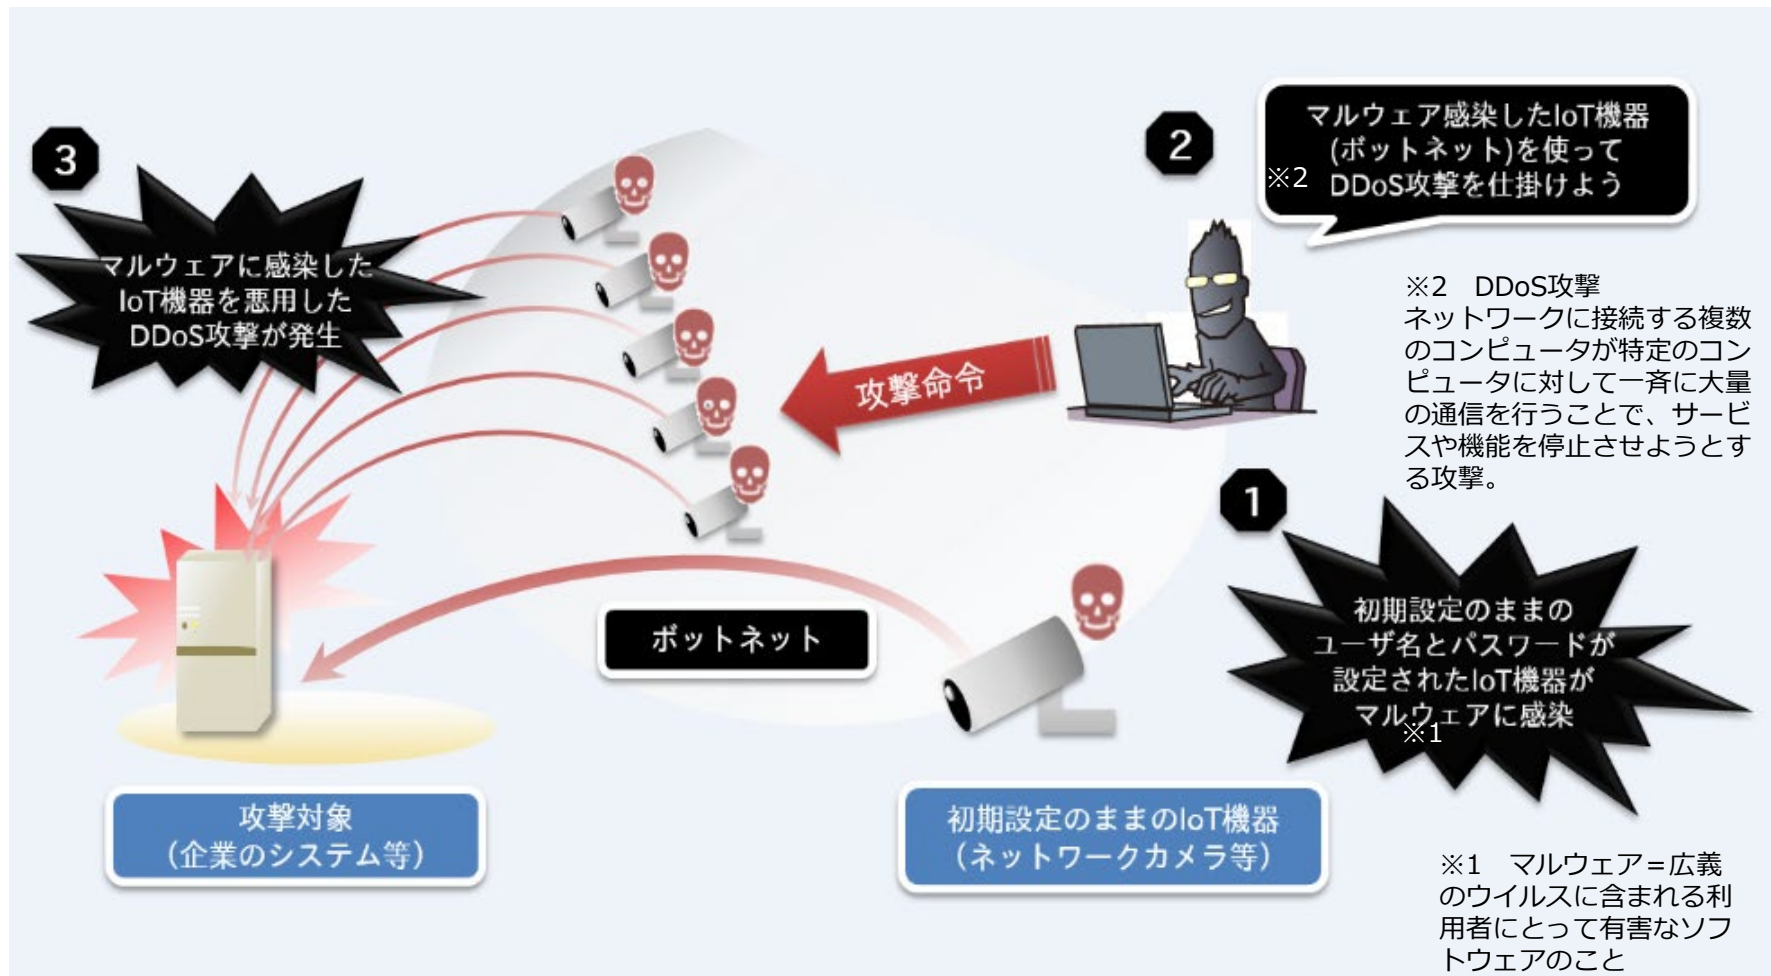 3
マルウェアに感染した
IoT機器を悪用した
DDoS攻撃が発生
2
マルウェア感染したIoT機器
(ボットネット)を使って
※2 DDoS攻撃を仕掛けよう
※2　DDoS攻撃
ネットワークに接続する複数
のコンピュータが特定のコン
ピュータに対して一斉に大量
の通信を行うことで、サービ
スや機能を停止させようとす
る攻撃。
攻撃命令
1
初期設定のままの
ユーザ名とパスワードが
設定されたIoT機器が
マルウェアに感染
※1
ボットネット
攻撃対象
（企業のシステム等）
初期設定のままのIoT機器
（ネットワークカメラ等）
※1　マルウェア＝広義
のウイルスに含まれる利
用者にとって有害なソフ
トウェアのこと